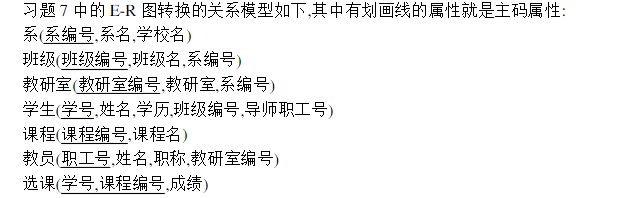 习题 7 中的 E-R 图转换的关系模型如下,其中有划画线的属性就是主码属性:
系(系编号,系名,学校名)
班级(班级编号,班级名,系编号)
教研室(教研室编号,教研室,系编号)
学生(学号,姓名,学历,班级编号,导师职工号)
课程(课程编号,课程名)
教员(职工号,姓名,职称,教研室编号)
选课(学号,课程编号,成绩)